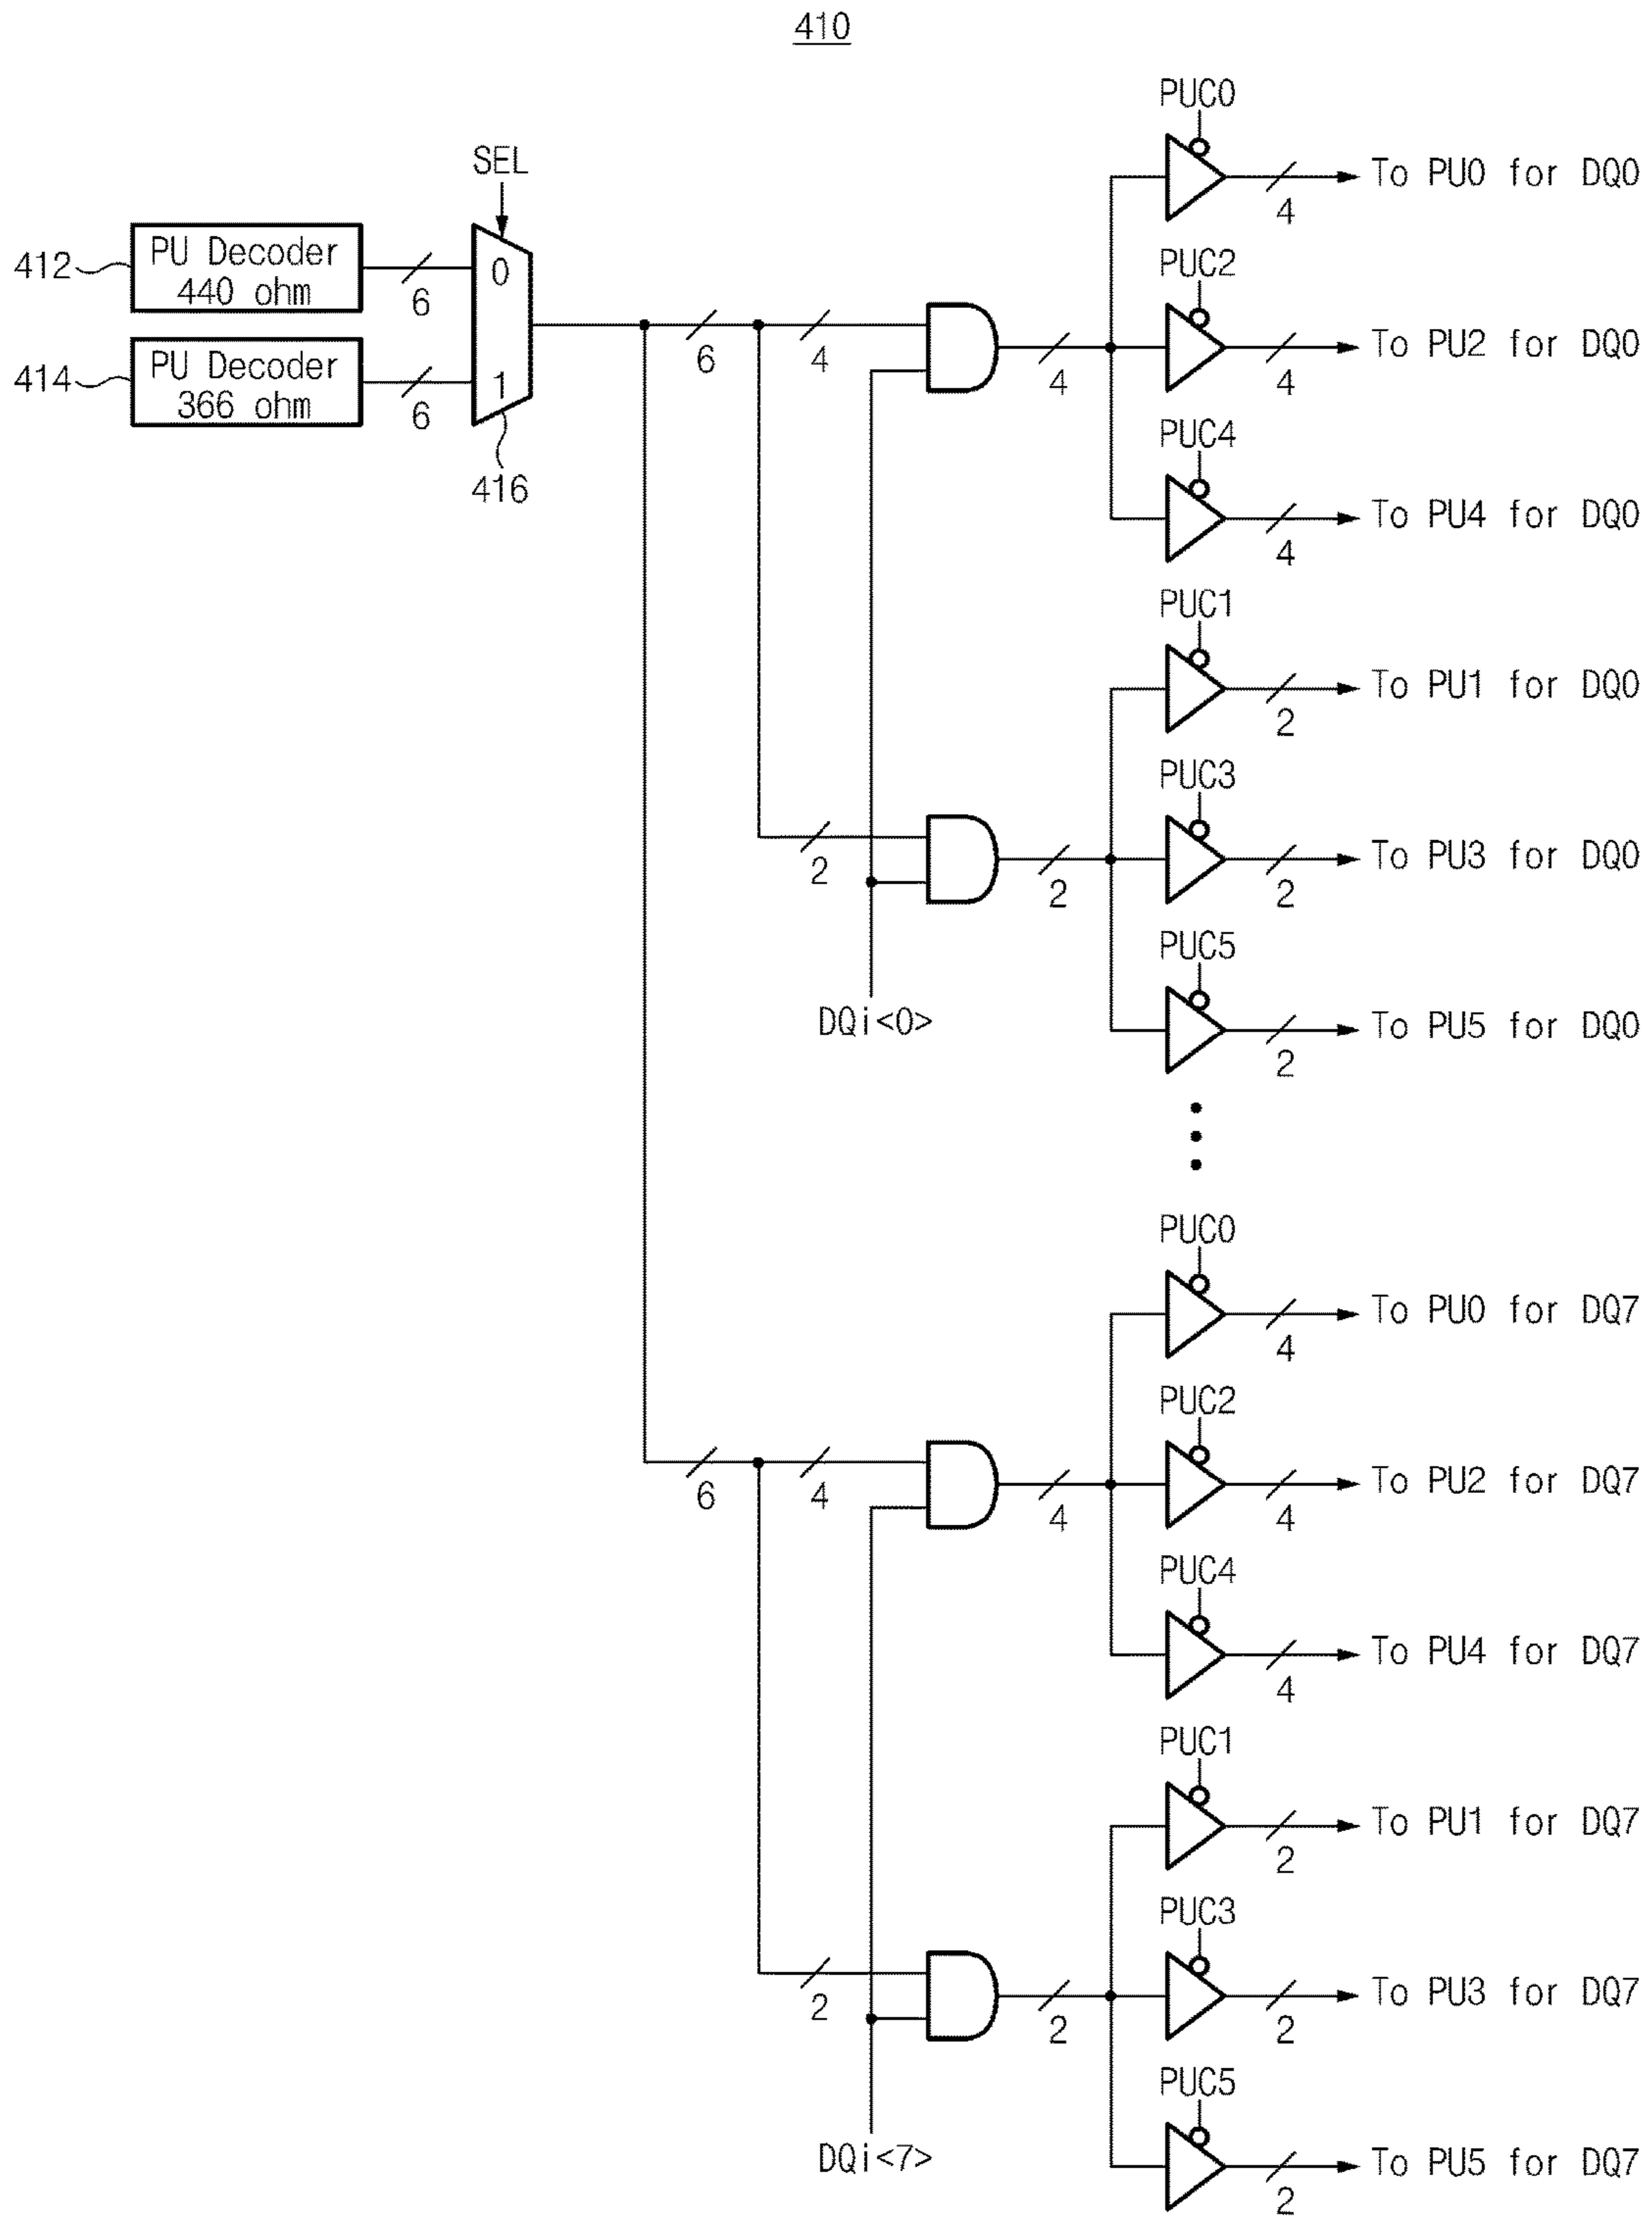 410
PUC0
To PU0 for DQ0
4
SEL
PUC2
412
PU Decoder
440 ohm
6
0
To PU2 for DQ0
4
6
4
4
414
PU Decoder
366 ohm
6
1
416
PUC4
To PU4 for DQ0
4
PUC1
To PU1 for DQ0
2
PUC3
2
2
To PU3 for DQ0
2
PUC5
DQi<0>
To PU5 for DQ0
2
PUC0
To PU0 for DQ7
4
PUC2
6
4
4
To PU2 for DQ7
4
PUC4
To PU4 for DQ7
4
PUC1
To PU1 for DQ7
2
PUC3
2
2
To PU3 for DQ7
2
PUC5
DQi<7>
To PU5 for DQ7
2